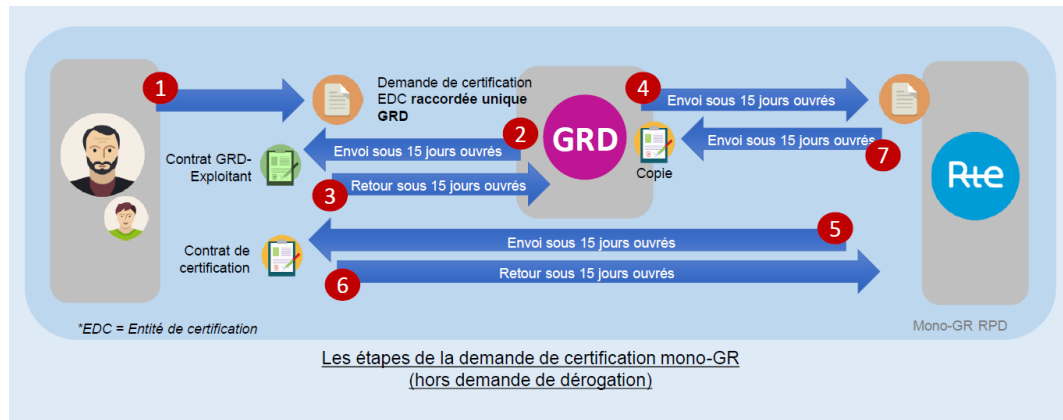 1
Demande de certification
EDC raccordée unique
GRD
4
Envoi sous 15 jours ouvrés
2
GRD
Envoi sous 15 jours ouvrés
Envoi sous 15 jours ouvrés
7
Contrat GRD-
Exploitant
Copie
Rte
3
Retour sous 15 jours ouvrés
5
Envoi sous 15 jours ouvrés
Contrat de
certification
6
Retour sous 15 jours ouvrés
*EDC = Entité de certification
Mono-GR RPD
Les étapes de la demande de certification mono-GR
(hors demande de dérogation)